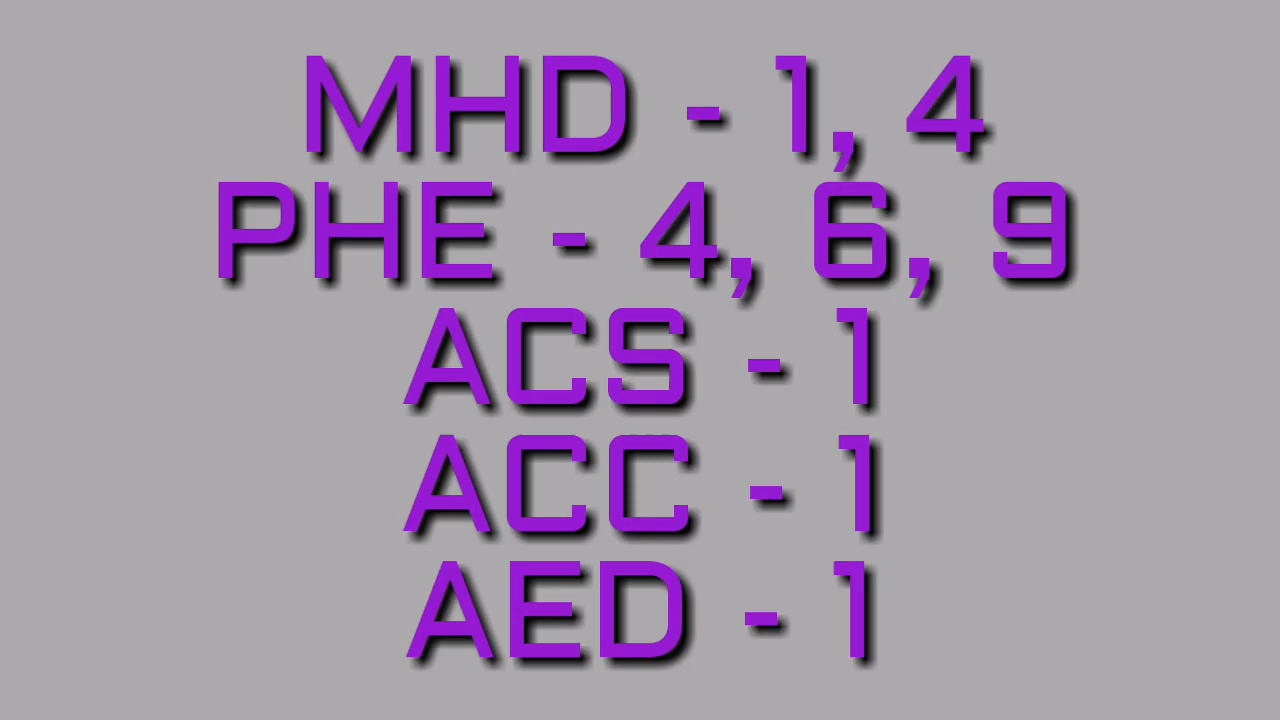 MHD - 1, 4
PHE - 4, 6, 9
ACS - 1
ACC - 1
AED - 1